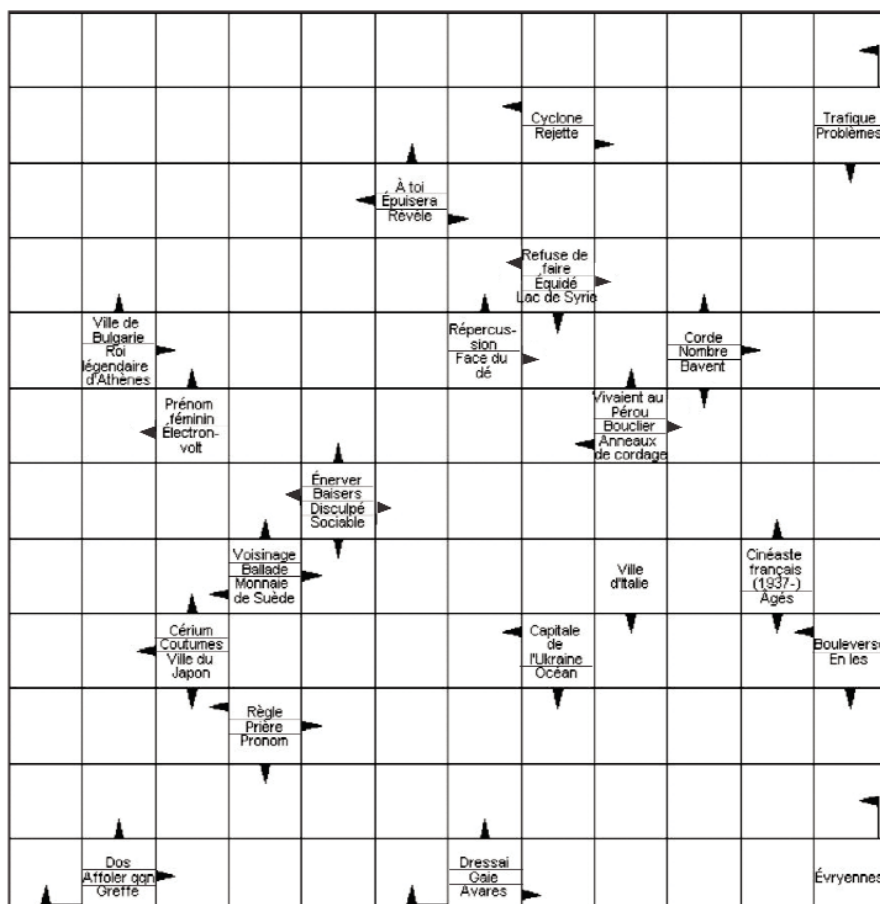 Cyclone
Rejette
Trafique
Problèmes
À toi
Épuisera
Révèle
Refuse de
faire
Équidé
Lac de Syrie
Ville de
Bulgarie
Roi
légendaire
d'Athènes
Répercus-
sion
Face du
dé
Corde
Nombre
Bavent
Prénom
féminin
Électron-
volt
Vivaient au
Pérou
Bouclier
Anneaux
de cordage
Énerver
Baisers
Disculpé
Sociable
Voisinage
Ballade
Monnaie
de Suède
Ville
d'Italie
Cinéaste
français
(1937-)
Âgés
Cérium
Coutumes
Ville du
Japon
Capitale
de
l'Ukraine
Océan
Bouleverse
En les
Règle
Prière
Pronom
Dos
Affoler qqn
Greffe
Dressai
Gaie
Avares
Évryennes